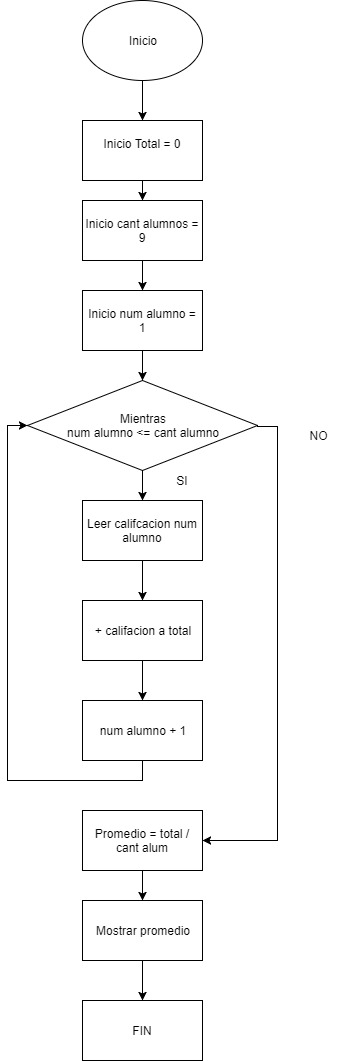 Inicio
Inicio Total = 0
Inicio cant alumnos =
9
Inicio num alumno =
1
Mientras
num alumno <= cant alumno
NO
SI
Leer califcacion num
alumno
+ califacion a total
num alumno + 1
Promedio = total /
cant alum
Mostrar promedio
FIN